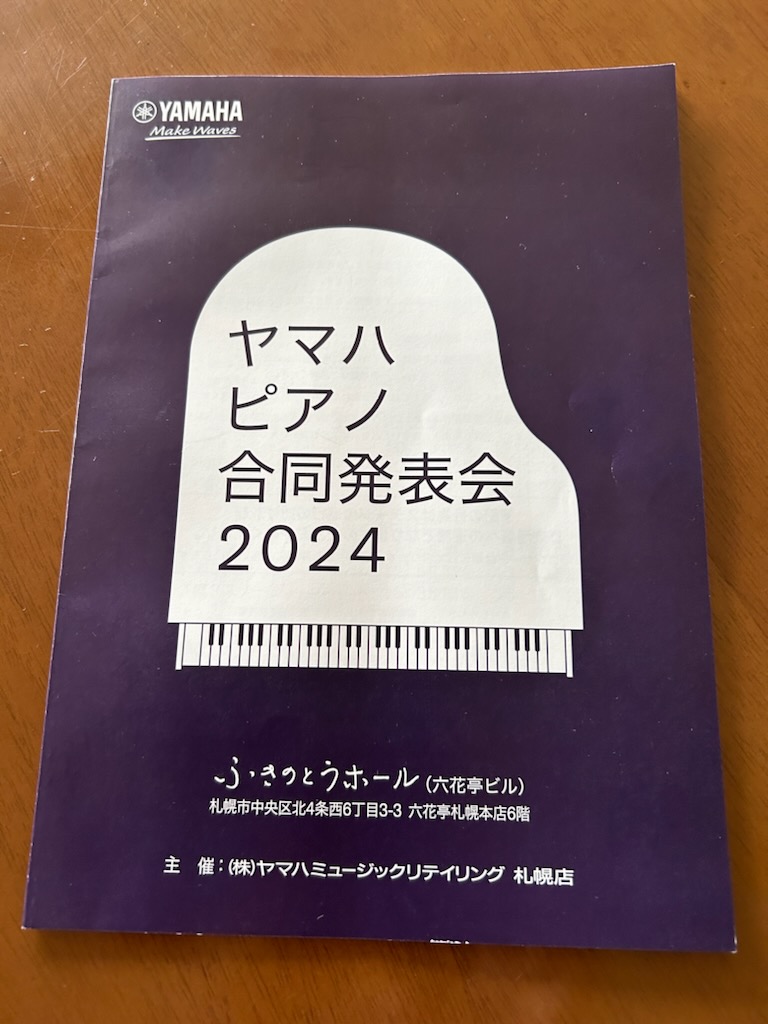 YAMAHA
Make Waves
ヤマハ
ピアノ
合同発表会
2024
ふきのとうホール(六花亭ビル)
札幌市中央区北4条西6丁目3-3 六花亭札幌本店6階
主 催:(株)ヤマハミュージックリテイリング 札幌店